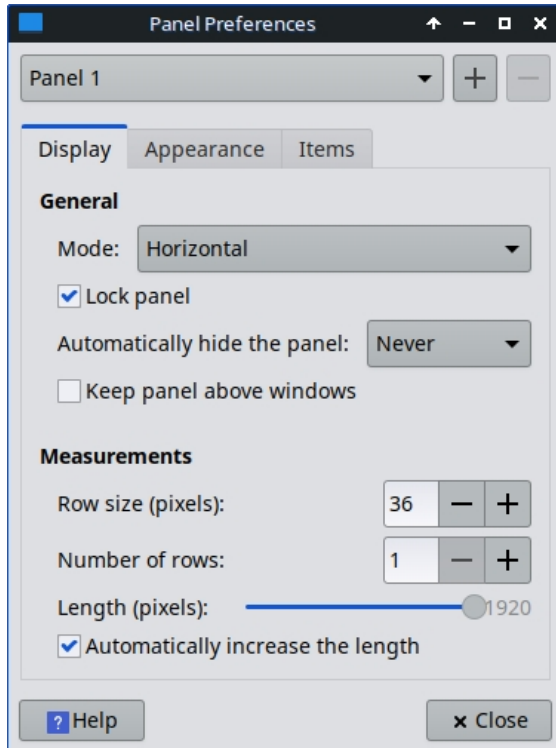 Panel Preferences
Panel 1
Display Appearance Items
General
Mode: Horizontal
Lock panel
Automatically hide the panel: Never
Keep panel above windows
Measurements
Row size (pixels): 36
Number of rows: 1
Length (pixels): 1920
Automatically increase the length
? Help Close